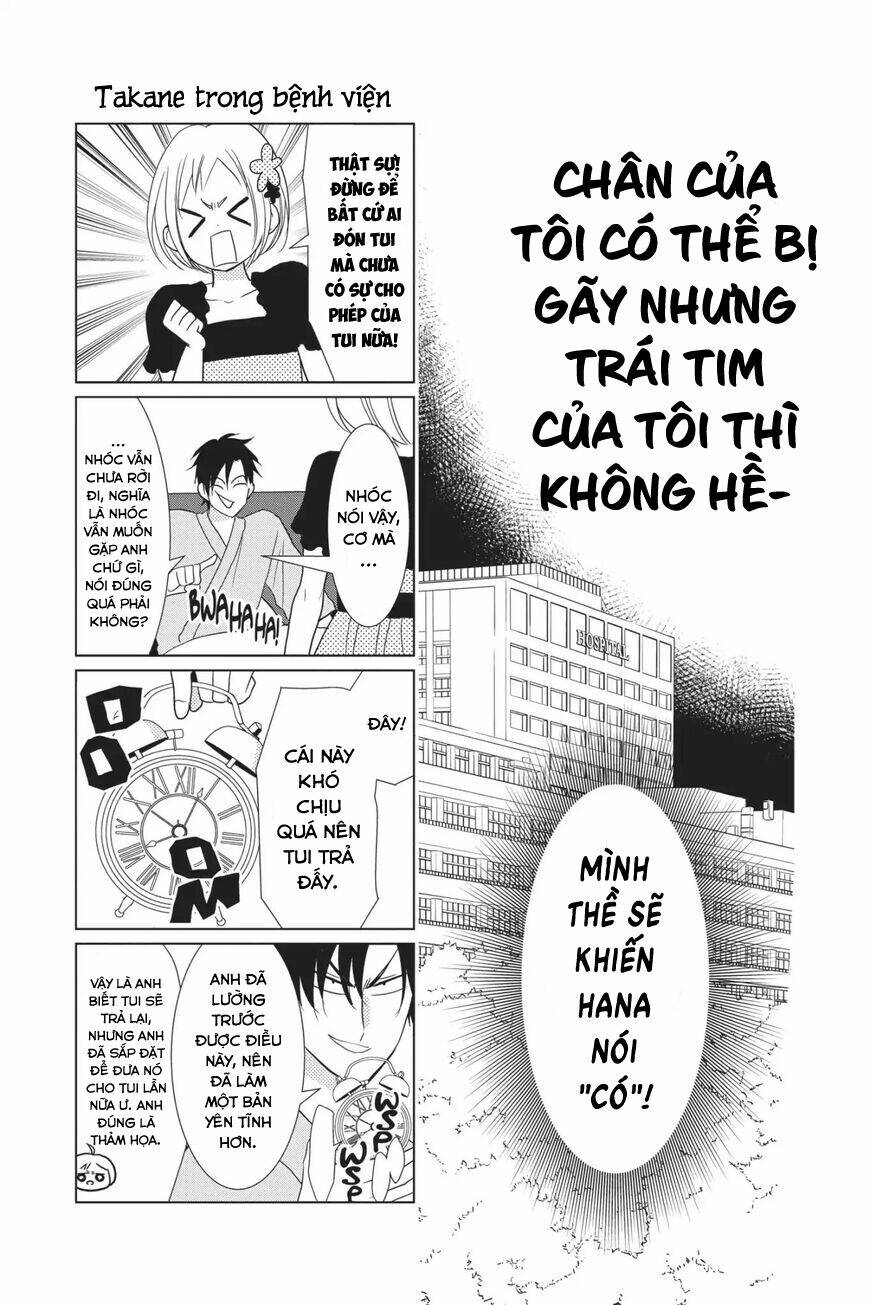 Takane trong bệnh viện
THẬT SỰ!
ĐỪNG ĐỂ
BẤT CỨ AI
ĐÓN TUI
MÀ CHƯA
CÓ SỰ CHO
PHÉP CỦA
TUI NỮA!
NHÓC
NÓI VẬY,
CƠ MÀ
...
...
NHÓC VẪN
CHƯA RỜI
ĐI, NGHĨA
LÀ NHÓC
VẪN MUỐN
GẶP ANH
CHỨ GÌ,
NÓI ĐÚNG
QUÁ PHẢI
KHÔNG?
BWAHAHA!
ĐÂY!
CÁI NÀY
KHÓ
CHỊU
QUÁ NÊN
TUI TRẢ
ĐẤY.
DOOM
ANH ĐÃ
LƯỜNG
TRƯỚC
ĐƯỢC ĐIỀU
NÀY, NÊN
ĐÃ LÀM
MỘT BẢN
YÊN TĨNH
HƠN.
WSP
WSP
VẬY LÀ ANH
BIẾT TUI SẼ
TRẢ LẠI,
NHƯNG ANH
ĐÃ SẮP ĐẶT
ĐỂ ĐƯA NÓ
CHO TUI LẦN
NỮA Ư. ANH
ĐÚNG LÀ
THẢM HỌA.
CHÂN CỦA
TÔI CÓ THỂ BỊ
GÃY NHƯNG
TRÁI TIM
CỦA TÔI THÌ
KHÔNG HỀ-
HOSPITAL
MÌNH
THỀ SẼ
KHIẾN
HANA
NÓI
"CÓ"!